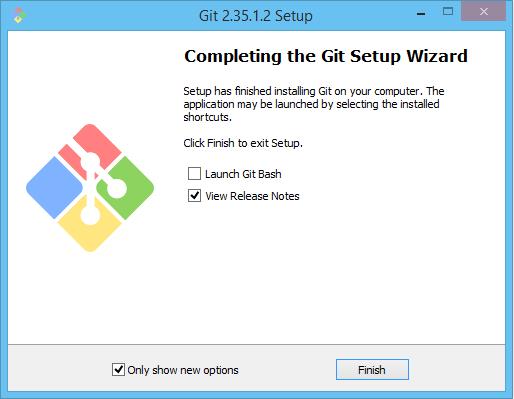 Git 2.35.1.2 Setup
Completing the Git Setup Wizard
Setup has finished installing Git on your computer. The
application may be launched by selecting the installed
shortcuts.
Click Finish to exit Setup.
Launch Git Bash
View Release Notes
Only show new options
Finish